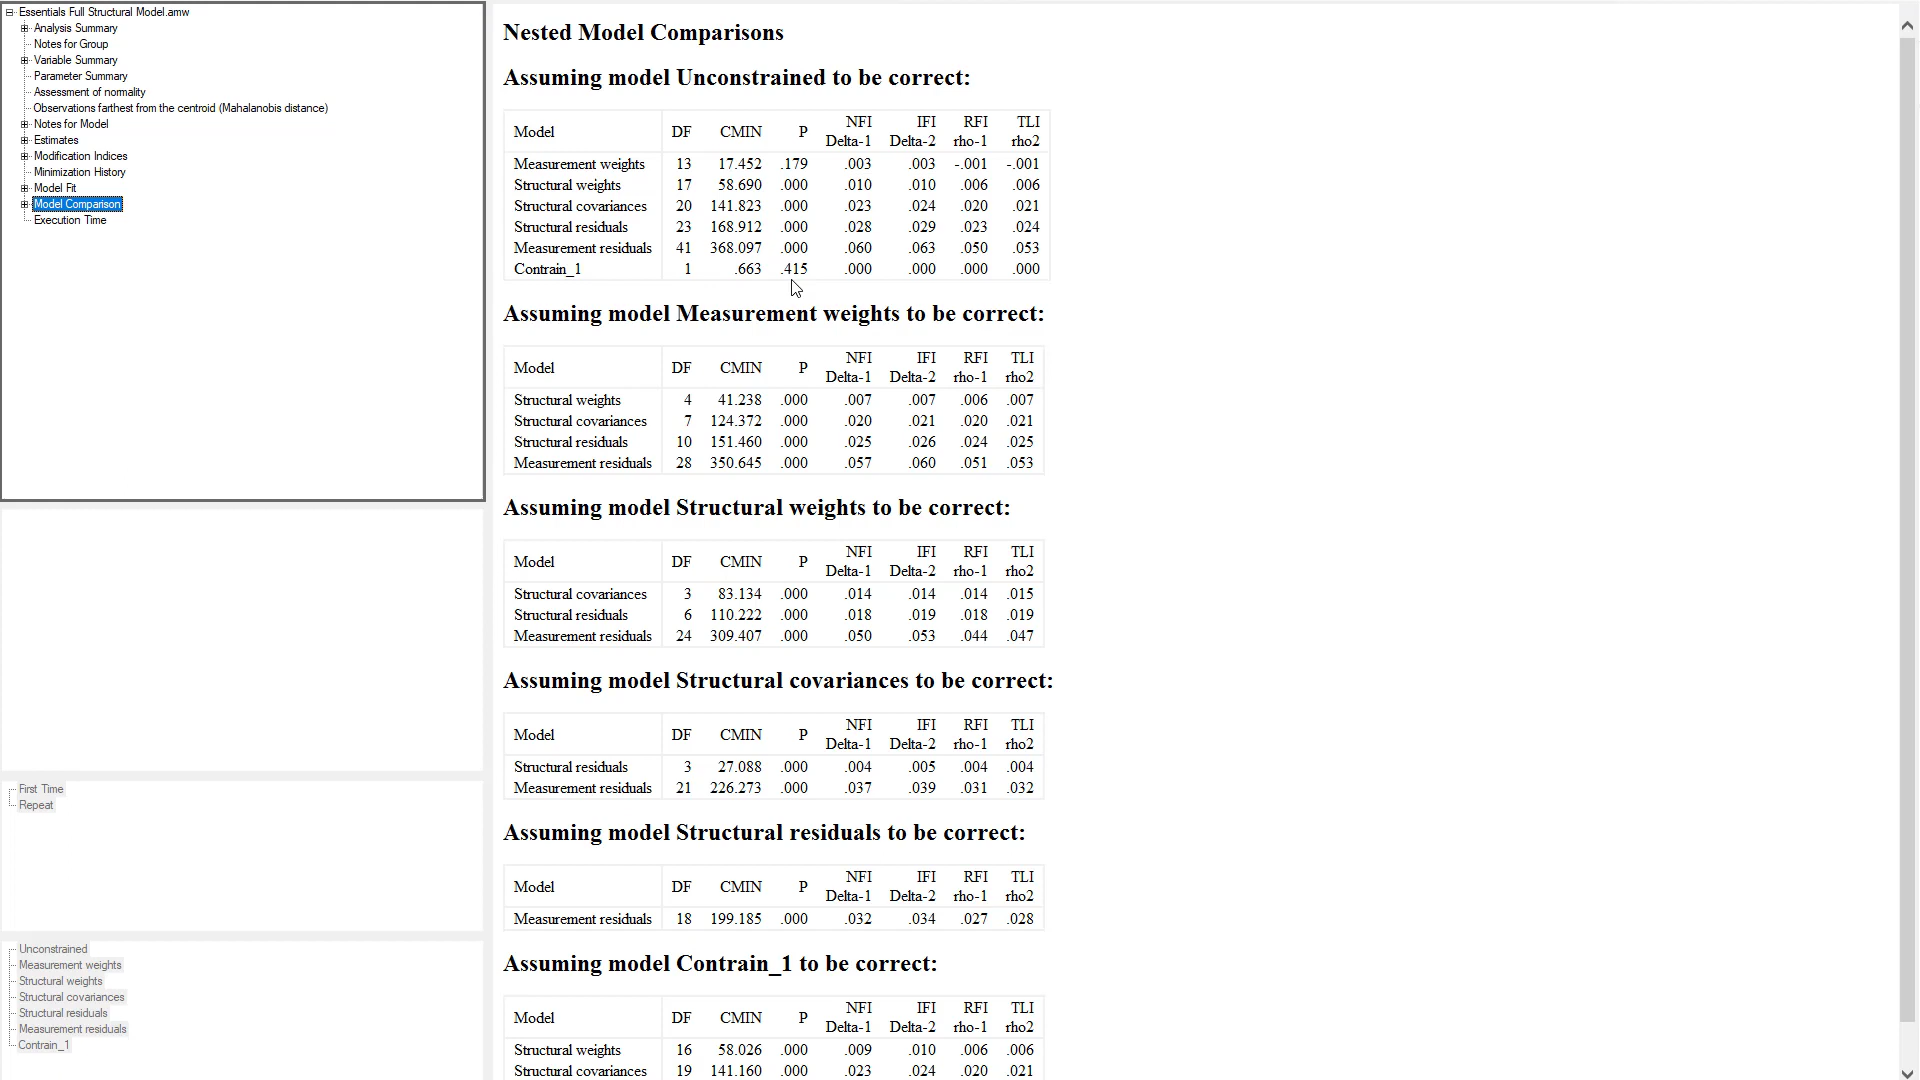 Essentials Full Structural Model.amw
Analysis Summary
Notes for Group
Variable Summary
Parameter Summary
Assessment of normality
Observations farthest from the centroid (Mahalanobis distance)
Notes for Model
Estimates
Modification Indices
Minimization History
Model Fit
Model Comparison
Execution Time
First Time
Repeat
Unconstrained
Measurement weights
Structural weights
Structural covariances
Structural residuals
Measurement residuals
Contrain_1
Nested Model Comparisons
Assuming model Unconstrained to be correct:
Model DF CMIN P NFI Delta-1 IFI Delta-2 RFI rho-1 TLI rho2
Measurement weights 13 17.452 .179 .003 .003 -.001 -.001
Structural weights 17 58.690 .000 .010 .010 .006 .006
Structural covariances 20 141.823 .000 .023 .024 .020 .021
Structural residuals 23 168.912 .000 .028 .029 .023 .024
Measurement residuals 41 368.097 .000 .060 .063 .050 .053
Contrain_1 1 .663 .415 .000 .000 .000 .000
Assuming model Measurement weights to be correct:
Model DF CMIN P NFI Delta-1 IFI Delta-2 RFI rho-1 TLI rho2
Structural weights 4 41.238 .000 .007 .007 .006 .007
Structural covariances 7 124.372 .000 .020 .021 .020 .021
Structural residuals 10 151.460 .000 .025 .026 .024 .025
Measurement residuals 28 350.645 .000 .057 .060 .051 .053
Assuming model Structural weights to be correct:
Model DF CMIN P NFI Delta-1 IFI Delta-2 RFI rho-1 TLI rho2
Structural covariances 3 83.134 .000 .014 .014 .014 .015
Structural residuals 6 110.222 .000 .018 .019 .018 .019
Measurement residuals 24 309.407 .000 .050 .053 .044 .047
Assuming model Structural covariances to be correct:
Model DF CMIN P NFI Delta-1 IFI Delta-2 RFI rho-1 TLI rho2
Structural residuals 3 27.088 .000 .004 .005 .004 .004
Measurement residuals 21 226.273 .000 .037 .039 .031 .032
Assuming model Structural residuals to be correct:
Model DF CMIN P NFI Delta-1 IFI Delta-2 RFI rho-1 TLI rho2
Measurement residuals 18 199.185 .000 .032 .034 .027 .028
Assuming model Contrain_1 to be correct:
Model DF CMIN P NFI Delta-1 IFI Delta-2 RFI rho-1 TLI rho2
Structural weights 16 58.026 .000 .009 .010 .006 .006
Structural covariances 19 141.160 .000 .023 .024 .020 .021